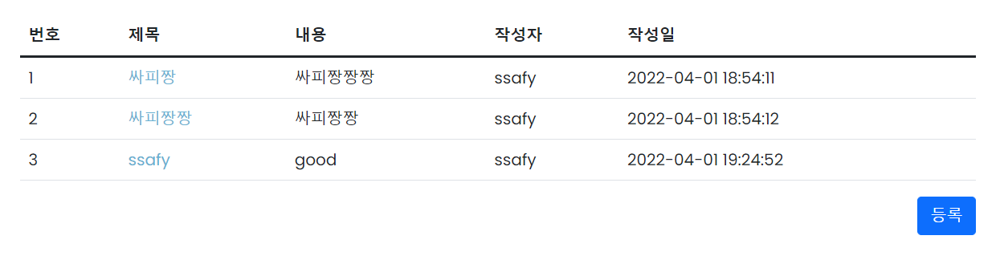 번호 제목 내용 작성자 작성일
1 싸피짱 싸피짱짱짱 ssafy 2022-04-01 18:54:11
2 싸피짱짱 싸피짱짱 ssafy 2022-04-01 18:54:12
3 ssafy good ssafy 2022-04-01 19:24:52
등록